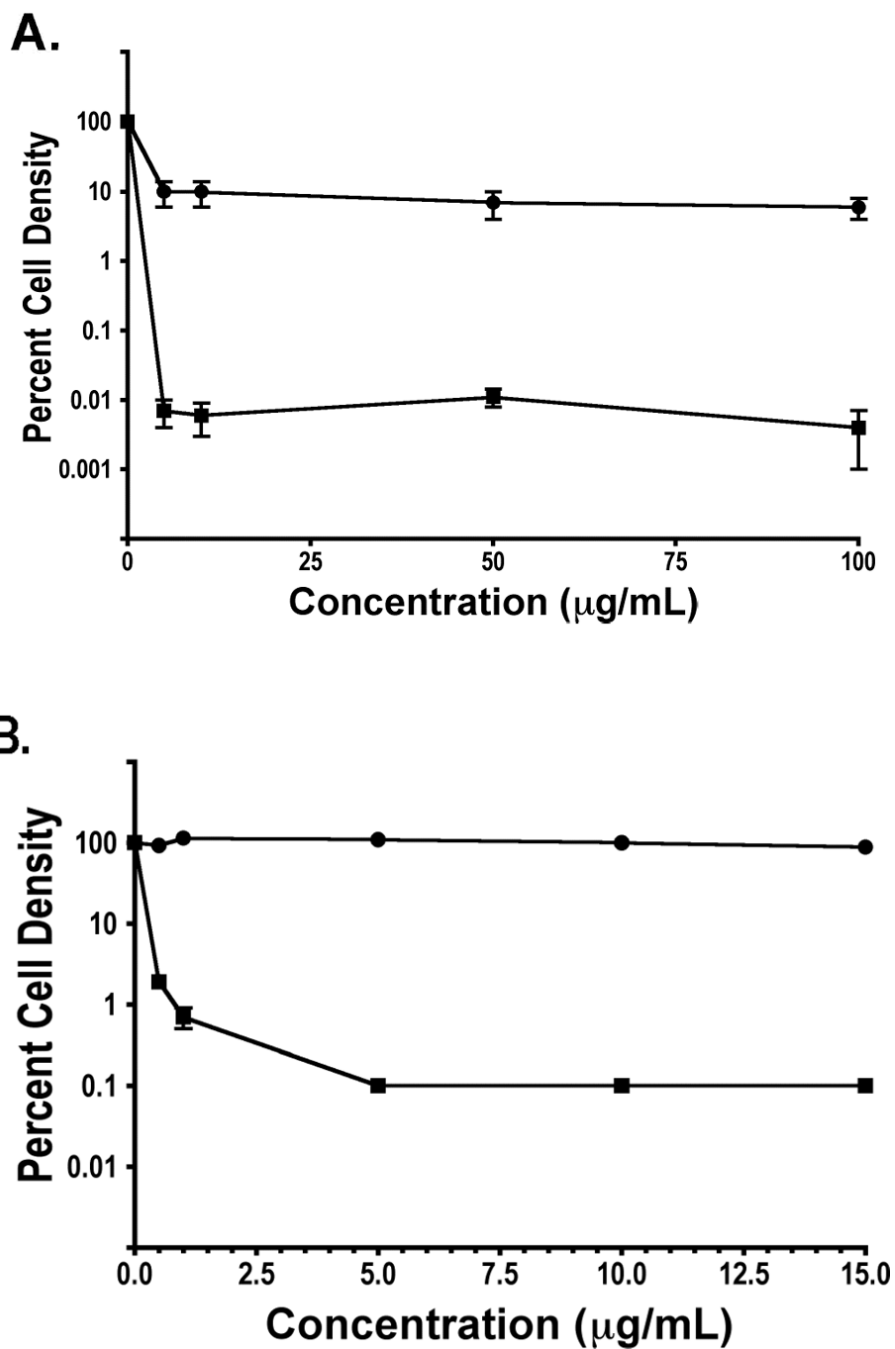 A.
Percent Cell Density
100
10
1
0.1
0.01
0.001
0 25 50 75 100
Concentration (μg/mL)
B.
Percent Cell Density
100
10
1
0.1
0.01
0.0 2.5 5.0 7.5 10.0 12.5 15.0
Concentration (μg/mL)